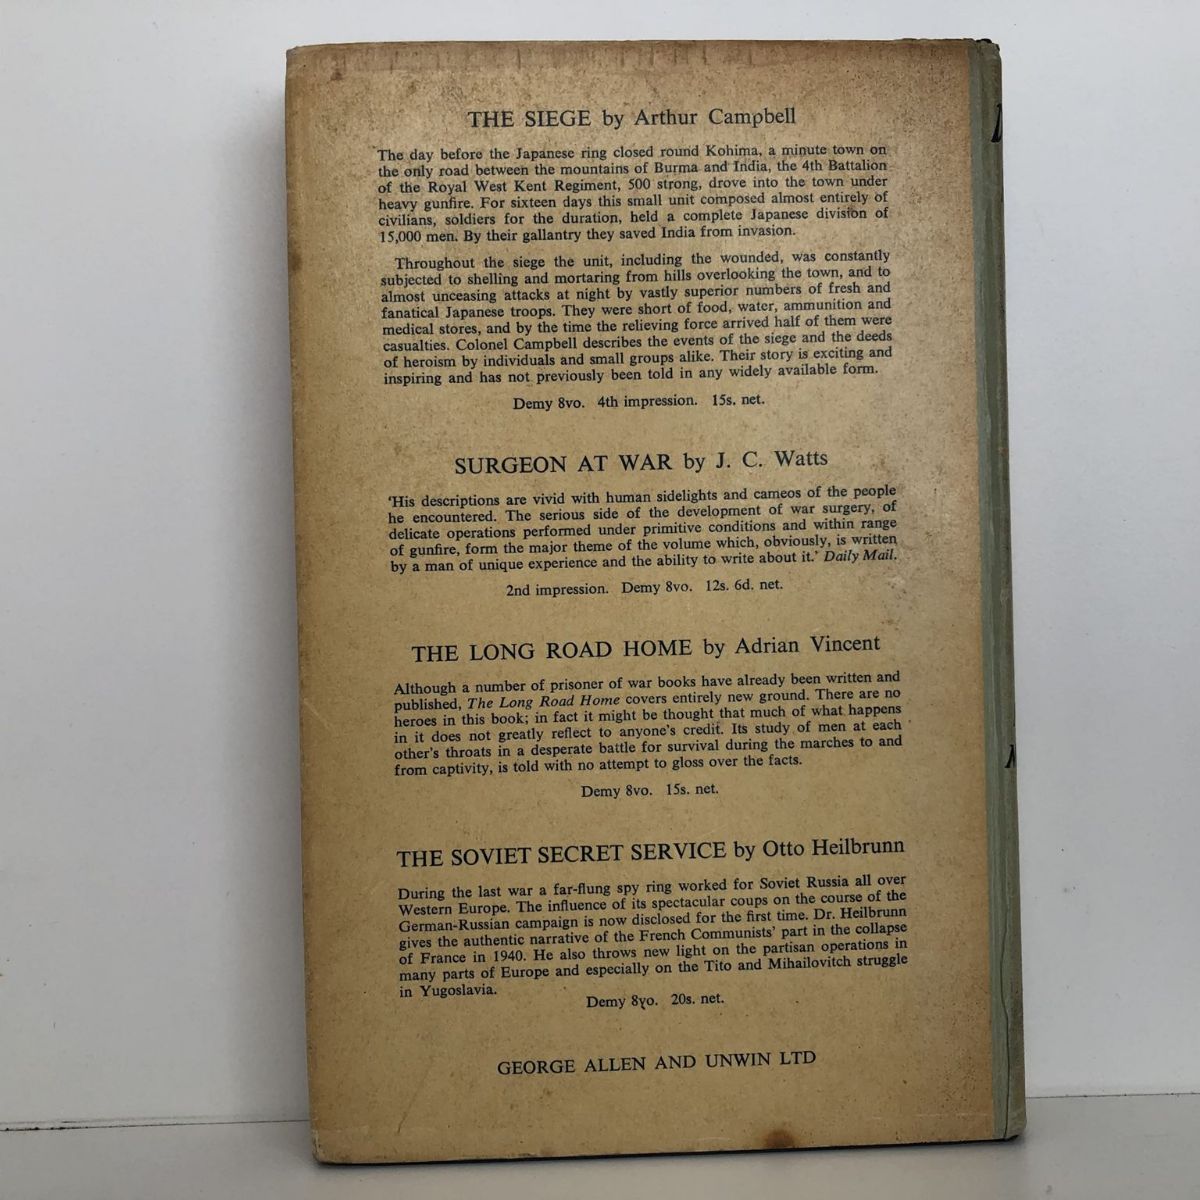 THE SIEGE by Arthur Campbell
The day before the Japanese ring closed round Kohima, a minute town on
the only road between the mountains of Burma and India, the 4th Battalion
of the Royal West Kent Regiment, 500 strong, drove into the town under
heavy gunfire. For sixteen days this small unit composed almost entirely of
civilians, soldiers for the duration, held a complete Japanese division of
15,000 men. By their gallantry they saved India from invasion.
Throughout the siege the unit, including the wounded, was constantly
subjected to shelling and mortaring from hills overlooking the town, and to
almost unceasing attacks at night by vastly superior numbers of fresh and
fanatical Japanese troops. They were short of food, water, ammunition and
medical stores, and by the time the relieving force arrived half of them were
casualties. Colonel Campbell describes the events of the siege and the deeds
of heroism by individuals and small groups alike. Their story is exciting and
inspiring and has not previously been told in any widely available form.
Demy 8vo. 4th impression. 15s. net.
SURGEON AT WAR by J. C. Watts
'His descriptions are vivid with human sidelights and cameos of the people
he encountered. The serious side of the development of war surgery, of
delicate operations performed under primitive conditions and within range
of gunfire, form the major theme of the volume which, obviously, is written
by a man of unique experience and the ability to write about it.' Daily Mail.
2nd impression. Demy 8vo. 12s. 6d. net.
THE LONG ROAD HOME by Adrian Vincent
Although a number of prisoner of war books have already been written and
published, The Long Road Home covers entirely new ground. There are no
heroes in this book; in fact it might be thought that much of what happens
in it does not greatly reflect to anyone's credit. Its study of men at each
other's throats in a desperate battle for survival during the marches to and
from captivity, is told with no attempt to gloss over the facts.
Demy 8vo. 15s. net.
THE SOVIET SECRET SERVICE by Otto Heilbrunn
During the last war a far-flung spy ring worked for Soviet Russia all over
Western Europe. The influence of its spectacular coups on the course of the
German-Russian campaign is now disclosed for the first time. Dr. Heilbrunn
gives the authentic narrative of the French Communists' part in the collapse
of France in 1940. He also throws new light on the partisan operations in
many parts of Europe and especially on the Tito and Mihailovitch struggle
in Yugoslavia.
Demy 8vo. 20s. net.
GEORGE ALLEN AND UNWIN LTD